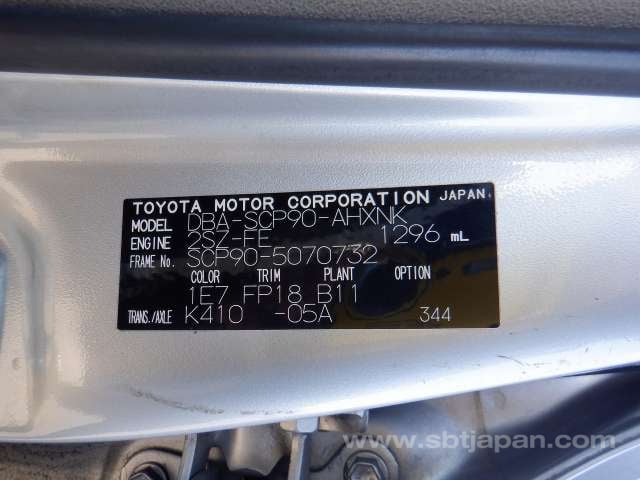 TOYOTA MOTOR CORPORATION JAPAN
MODEL DBA-SCP90-AHXNK
ENGINE 2SZ-FE 1296 mL
FRAME No. SCP90-5070732
COLOR TRIM PLANT OPTION
1E7 FP18 B11
TRANS./AXLE K410 -05A 344
www.sbtjapan.com